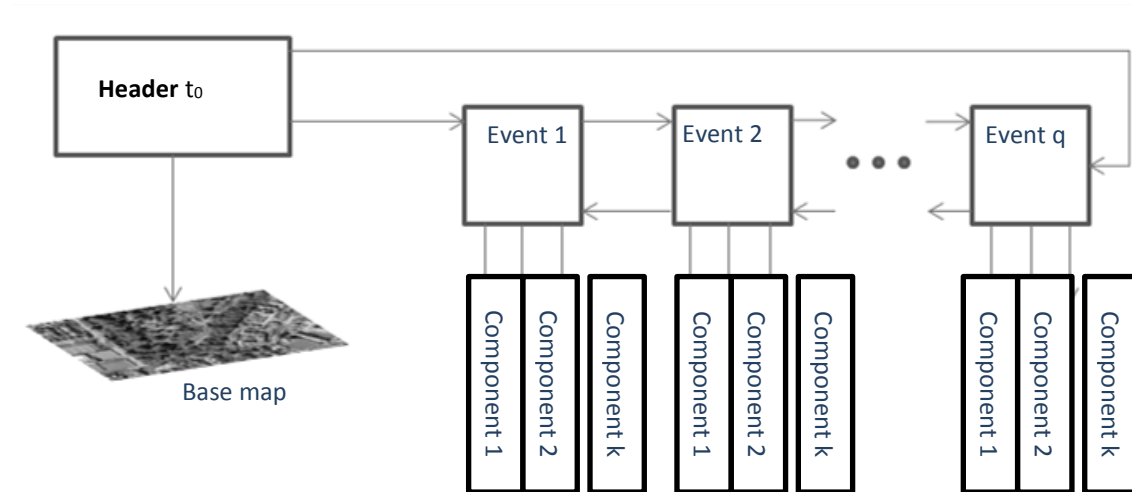 Header t₀
Event 1
Event 2
Event q
Base map
Component 1
Component 2
Component k
Component 1
Component 2
Component k
Component 1
Component 2
Component k